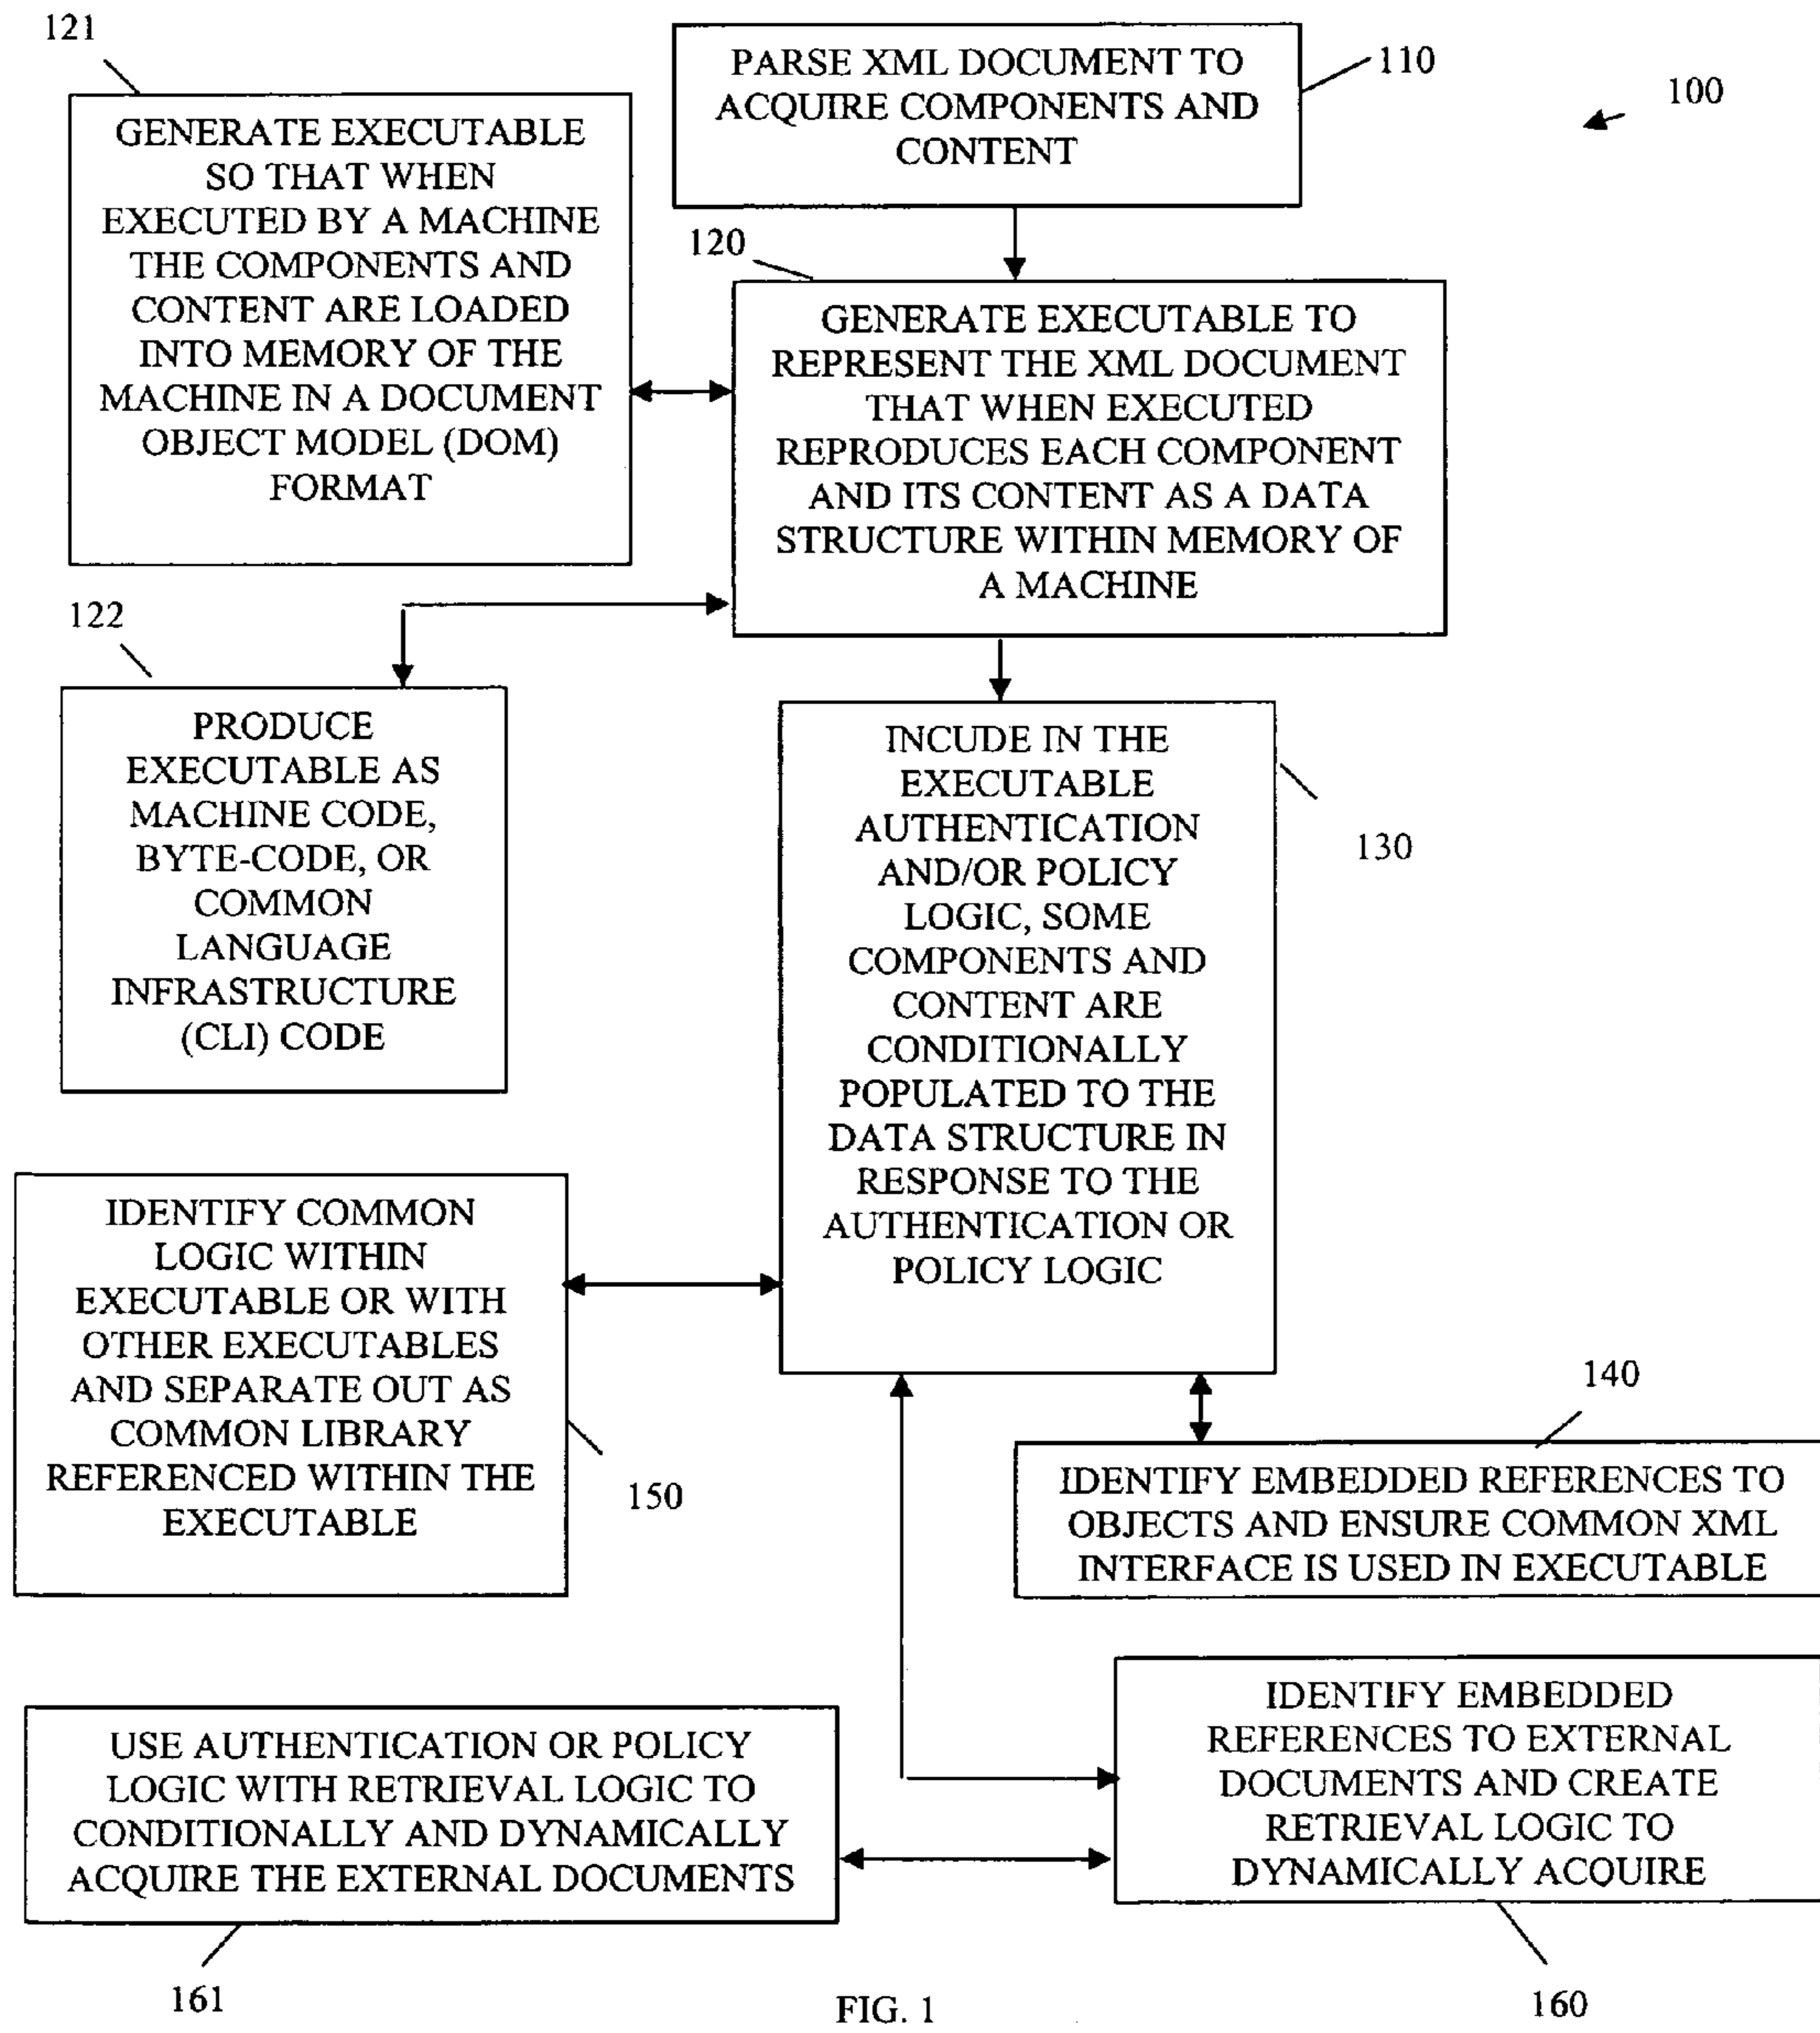 121
PARSE XML DOCUMENT TO
ACQUIRE COMPONENTS AND
CONTENT
110
100
GENERATE EXECUTABLE
SO THAT WHEN
EXECUTED BY A MACHINE
THE COMPONENTS AND
CONTENT ARE LOADED
INTO MEMORY OF THE
MACHINE IN A DOCUMENT
OBJECT MODEL (DOM)
FORMAT
120
GENERATE EXECUTABLE TO
REPRESENT THE XML DOCUMENT
THAT WHEN EXECUTED
REPRODUCES EACH COMPONENT
AND ITS CONTENT AS A DATA
STRUCTURE WITHIN MEMORY OF
A MACHINE
122
PRODUCE
EXECUTABLE AS
MACHINE CODE,
BYTE-CODE, OR
COMMON
LANGUAGE
INFRASTRUCTURE
(CLI) CODE
INCUDE IN THE
EXECUTABLE
AUTHENTICATION
AND/OR POLICY
LOGIC, SOME
COMPONENTS AND
CONTENT ARE
CONDITIONALLY
POPULATED TO THE
DATA STRUCTURE IN
RESPONSE TO THE
AUTHENTICATION OR
POLICY LOGIC
130
IDENTIFY COMMON
LOGIC WITHIN
EXECUTABLE OR WITH
OTHER EXECUTABLES
AND SEPARATE OUT AS
COMMON LIBRARY
REFERENCED WITHIN THE
EXECUTABLE
150
140
IDENTIFY EMBEDDED REFERENCES TO
OBJECTS AND ENSURE COMMON XML
INTERFACE IS USED IN EXECUTABLE
USE AUTHENTICATION OR POLICY
LOGIC WITH RETRIEVAL LOGIC TO
CONDITIONALLY AND DYNAMICALLY
ACQUIRE THE EXTERNAL DOCUMENTS
161
IDENTIFY EMBEDDED
REFERENCES TO EXTERNAL
DOCUMENTS AND CREATE
RETRIEVAL LOGIC TO
DYNAMICALLY ACQUIRE
160
FIG. 1